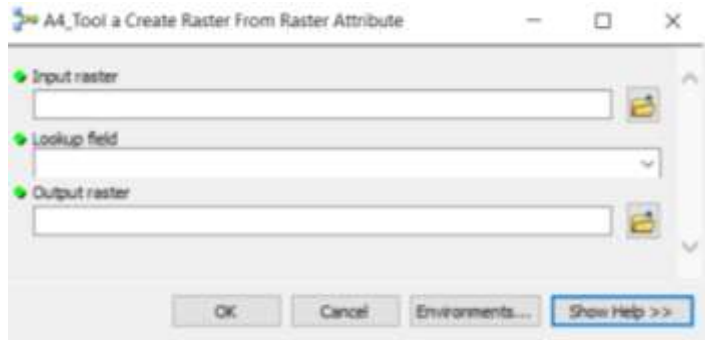 A4_Tool a Create Raster From Raster Attribute
Input raster
Lookup field
Output raster
OK Cancel Environments... Show Help >>